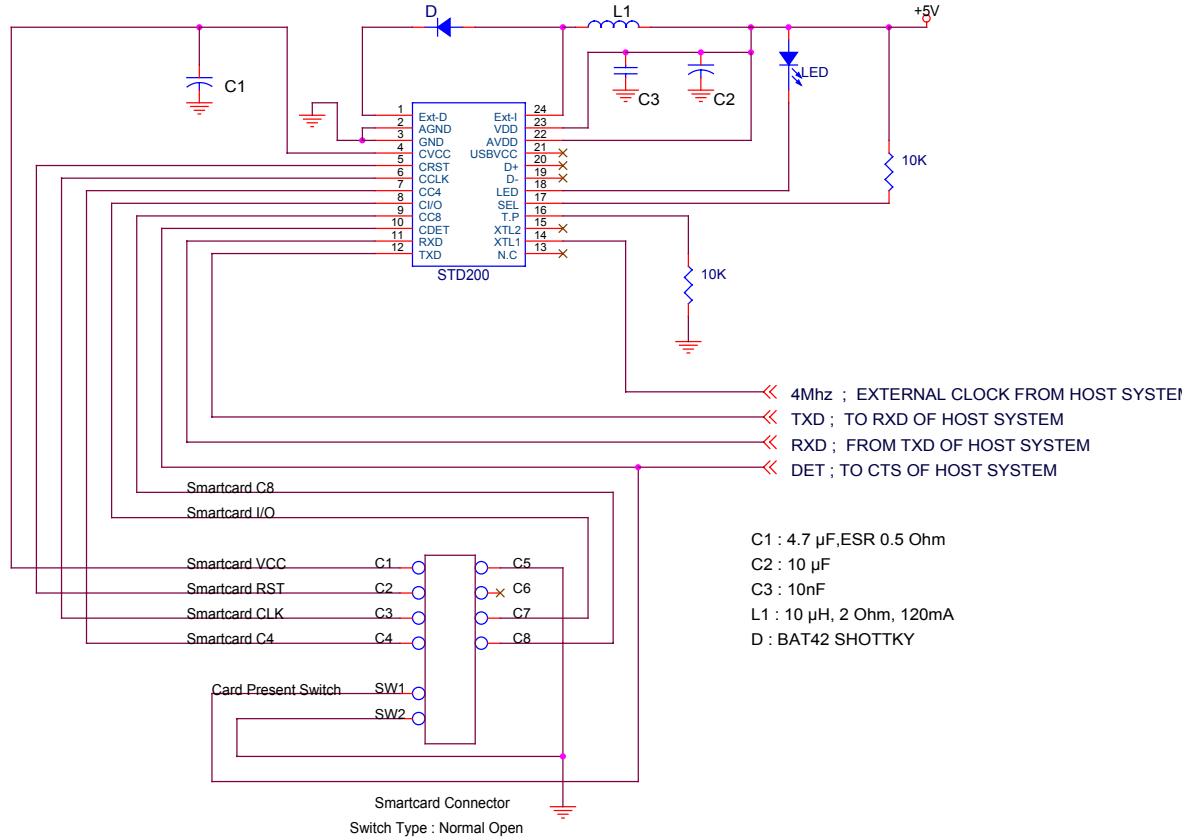 D
L1
+5V
LED
C1
C3
C2
1
2
3
4
5
6
7
8
9
10
11
12
Ext-D
AGND
GND
CVCC
CRST
CCLK
CC4
CI/O
CC8
CDET
RXD
TXD
Ext-I
VDD
AVDD
USBVCC
D+
D-
LED
SEL
T.P
XTL2
XTL1
N.C
24
23
22
21
20
19
18
17
16
15
14
13
STD200
10K
10K
4Mhz ; EXTERNAL CLOCK FROM HOST SYSTEM
TXD ; TO RXD OF HOST SYSTEM
RXD ; FROM TXD OF HOST SYSTEM
DET ; TO CTS OF HOST SYSTEM
Smartcard C8
Smartcard I/O
Smartcard VCC
Smartcard RST
Smartcard CLK
Smartcard C4
Card Present Switch
C1
C2
C3
C4
SW1
SW2
C5
C6
C7
C8
C1 : 4.7 µF,ESR 0.5 Ohm
C2 : 10 µF
C3 : 10nF
L1 : 10 µH, 2 Ohm, 120mA
D : BAT42 SHOTTKY
Smartcard Connector
Switch Type : Normal Open